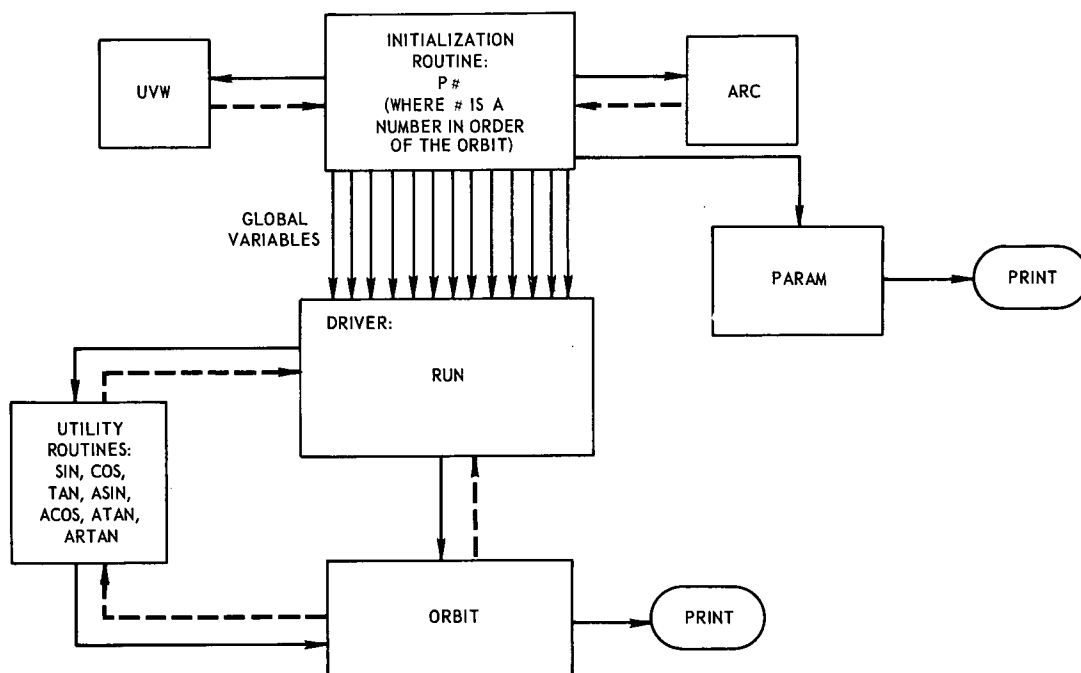 INITIALIZATION
ROUTINE:
P #
(WHERE # IS A
NUMBER IN ORDER
OF THE ORBIT)
UVW
ARC
GLOBAL
VARIABLES
PARAM
PRINT
DRIVER:
RUN
UTILITY
ROUTINES:
SIN, COS,
TAN, ASIN,
ACOS, ATAN,
ARTAN
ORBIT
PRINT